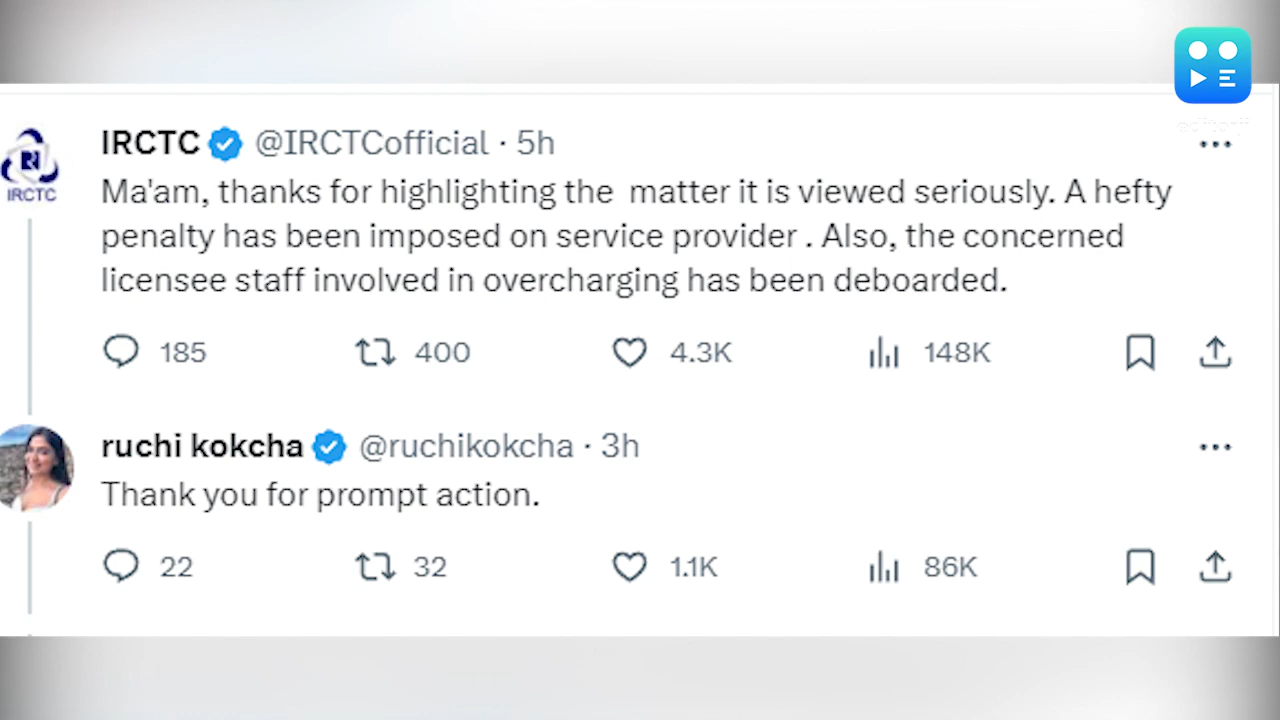 editorji
IRCTC @IRCTCofficial · 5h
IRCTC
Ma'am, thanks for highlighting the  matter it is viewed seriously. A hefty
penalty has been imposed on service provider . Also, the concerned
licensee staff involved in overcharging has been deboarded.
185 400 4.3K 148K
ruchi kokcha @ruchikokcha · 3h
Thank you for prompt action.
22 32 1.1K 86K